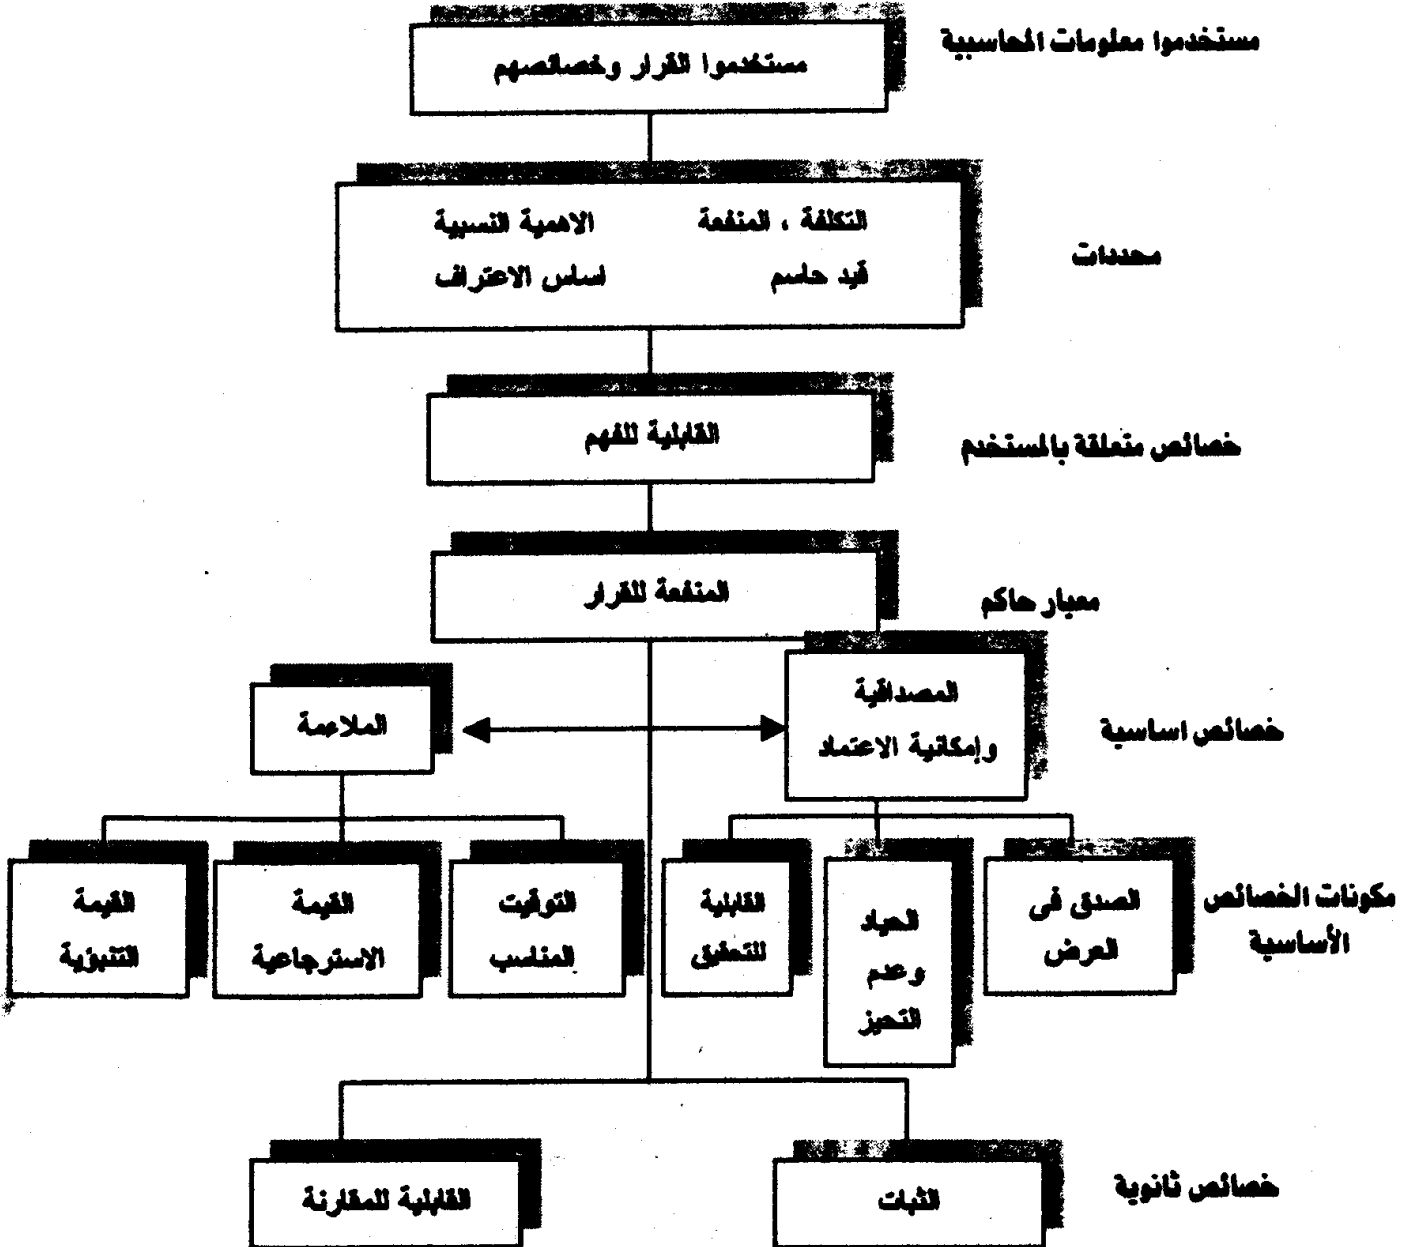 مستخدموا معلومات المحاسبية
مستخدموا القرار وخصائصهم
محددات
التكلفة ، المنفعة
الاهمية النسبية
قيد حاسم
اساس الاعتراف
خصائص متعلقة بالمستخدم
القابلية للفهم
معيار حاكم
المنفعة للقرار
خصائص اساسية
المصداقية
وإمكانية الاعتماد
الملاءمة
مكونات الخصائص
الأساسية
الصدق فى
العرض
الحياد
وعدم
التحيز
القابلية
للتحقيق
التوقيت
المناسب
القيمة
الاسترجاعية
القيمة
التنبؤية
خصائص ثانوية
الثبات
القابلية للمقارنة